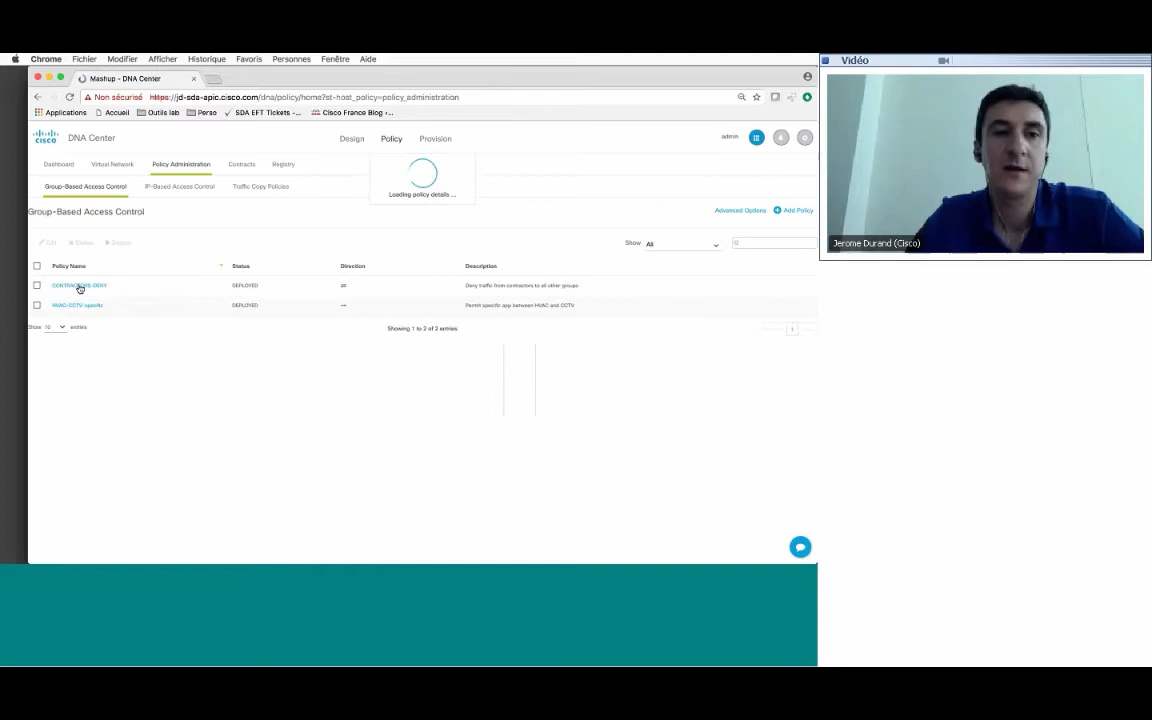 Chrome Fichier Modifier Afficher Historique Favoris Personnes Fenêtre Aide
Vidéo
Mashup - DNA Center
Non sécurisé https://jd-sda-apic.cisco.com/dna/policy/home?st-host_policy=policy_administration
Applications Accueil Outils lab Perso SDA EFT Tickets -... Cisco France Blog •...
cisco DNA Center Design Policy Provision admin
Dashboard Virtual Network Policy Administration Contracts Registry
Loading policy details ...
Group-Based Access Control IP-Based Access Control Traffic Copy Policies
Group-Based Access Control Advanced Options Add Policy
Edit Delete Deploy Show All
Policy Name Status Direction Description
CONTRACTORS-DENY DEPLOYED Deny traffic from contractors to all other groups
HVAC-CCTV-specific DEPLOYED Permit specific app between HVAC and CCTV
Show 10 entries Showing 1 to 2 of 2 entries 1
Jerome Durand (Cisco)